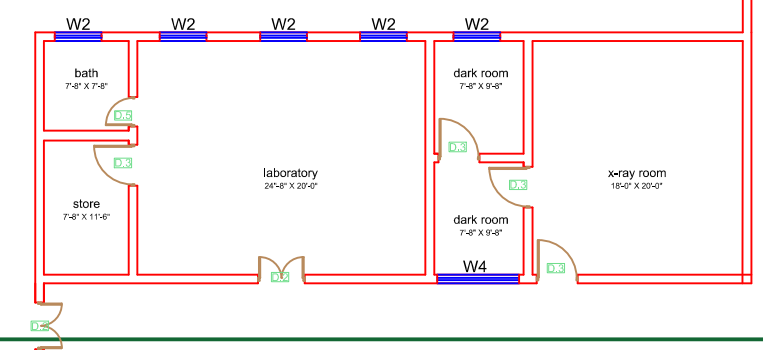 W2 W2 W2 W2 W2
bath
7'-8" X 7'-8"
dark room
7'-8" X 9'-8"
D.5
D.3
D.3
laboratory
24'-8" X 20'-0"
x-ray room
18'-0" X 20'-0"
D.3
store
7'-8" X 11'-6"
dark room
7'-8" X 9'-8"
W4
D.3
D.2